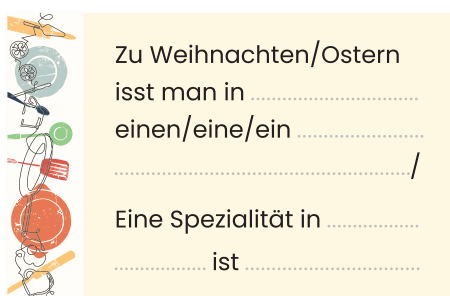 Zu Weihnachten/Ostern
isst man in ..............................
einen/eine/ein ......................
...................................................../
Eine Spezialität in ................
................ ist ..............................